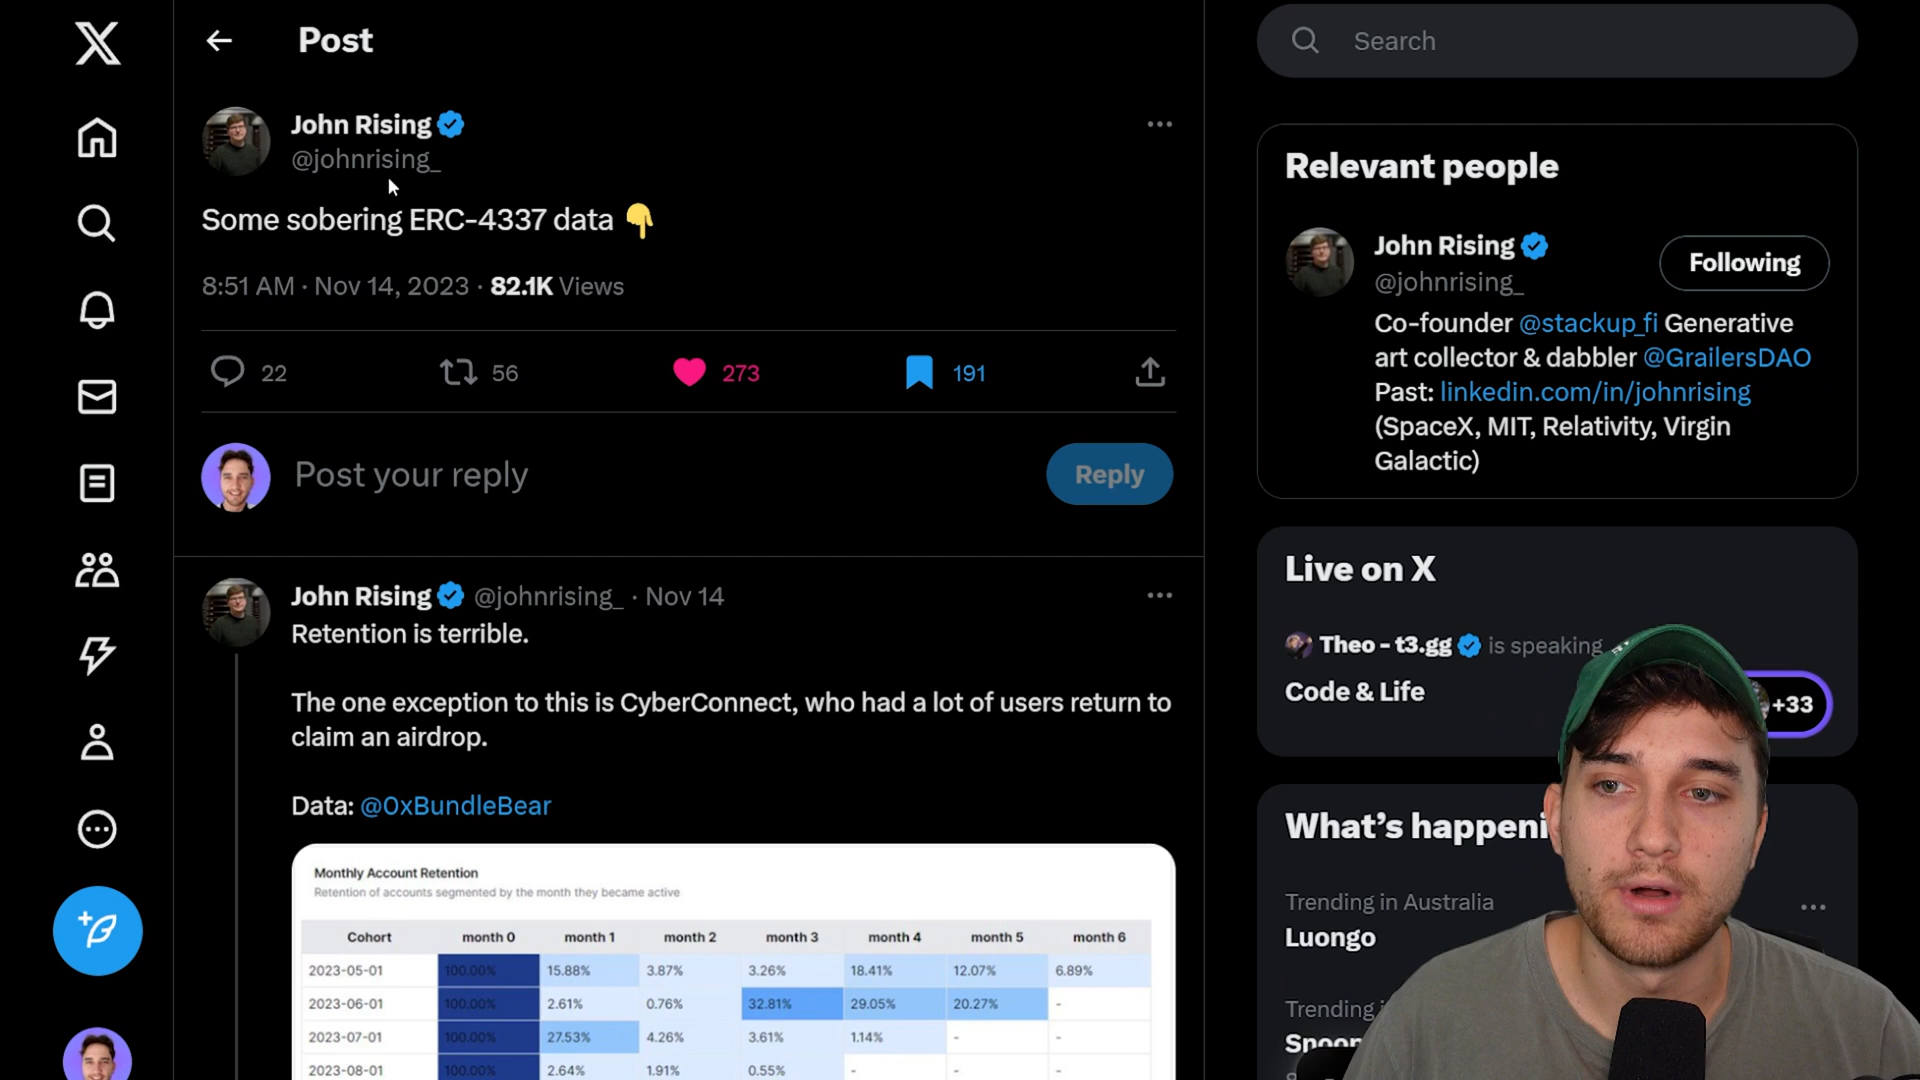 Post
John Rising
@johnrising_
Some sobering ERC-4337 data
8:51 AM · Nov 14, 2023 · 82.1K Views
22
56
273
191
Post your reply
Reply
John Rising @johnrising_ · Nov 14
Retention is terrible.
The one exception to this is CyberConnect, who had a lot of users return to
claim an airdrop.
Data: @0xBundleBear
Monthly Account Retention
Retention of accounts segmented by the month they became active
Cohort month 0 month 1 month 2 month 3 month 4 month 5 month 6
2023-05-01 100.00% 15.88% 3.87% 3.26% 18.41% 12.07% 6.89%
2023-06-01 100.00% 2.61% 0.76% 32.81% 29.05% 20.27% -
2023-07-01 100.00% 27.53% 4.26% 3.61% 1.14% - -
2023-08-01 100.00% 2.64% 1.91% 0.55% - - -
Search
Relevant people
John Rising
@johnrising_
Following
Co-founder @stackup_fi Generative
art collector & dabbler @GrailersDAO
Past: linkedin.com/in/johnrising
(SpaceX, MIT, Relativity, Virgin
Galactic)
Live on X
Theo - t3.gg is speaking
Code & Life
+33
What's happeni
Trending in Australia
Luongo
Trending